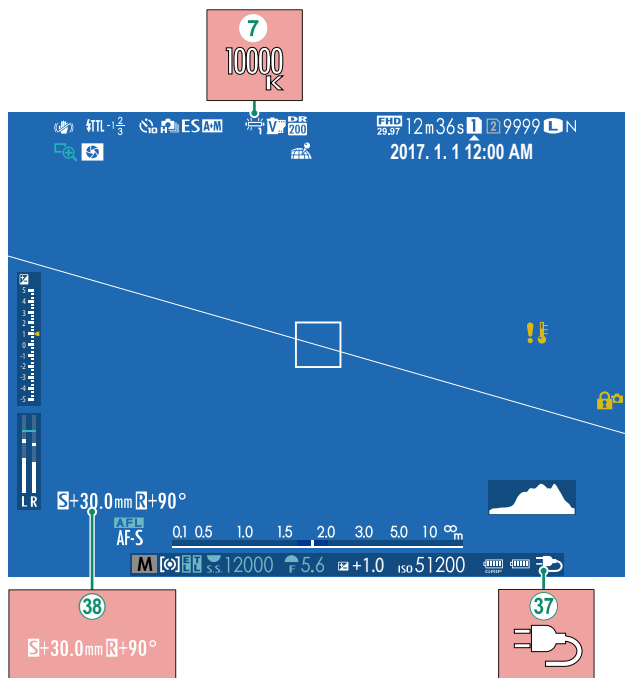 7
10000
K
TTL -1 2/3 10 H ES A+M V DR 200 FHD 29.97 12m36s 1 2 9999 L N
2017. 1. 1 12:00 AM
5
4
3
2
1
0
-1
-2
-3
-4
-5
L R
S+30.0mm R+90°
AFL
AF-S
0.1 0.5 1.0 1.5 2.0 3.0 5.0 10 ∞ m
M S.S. 12000 F 5.6 +1.0 ISO 51200
38
S+30.0mm R+90°
37